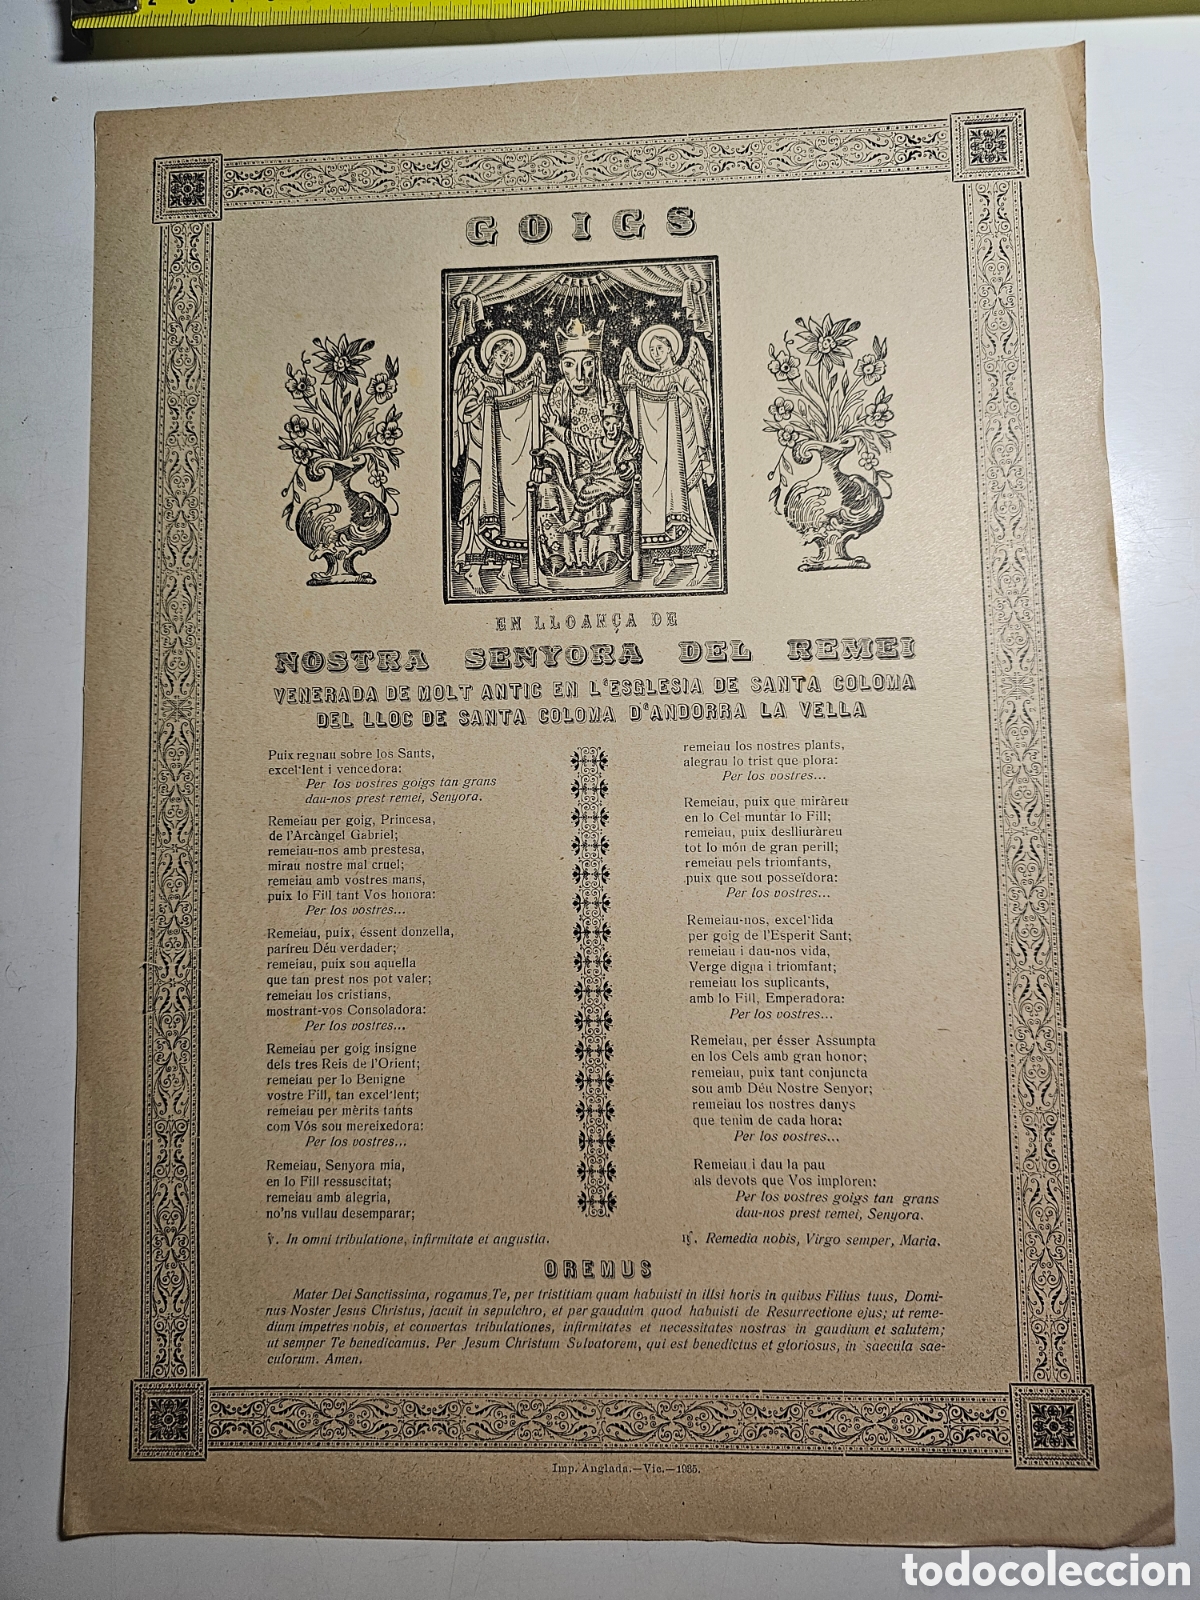 GOIGS
EN LLOANÇA DE
NOSTRA SENYORA DEL REMEI
VENERADA DE MOLT ANTIC EN L'ESGLESIA DE SANTA COLOMA
DEL LLOC DE SANTA COLOMA D'ANDORRA LA VELLA
Puix regnau sobre los Sants,
excel·lent i vencedora:
Per los vostres goigs tan grans
dau-nos prest remei, Senyora.
Remeiau per goig, Princesa,
de l'Arcàngel Gabriel;
remeiau-nos amb prestesa,
mirau nostre mal cruel;
remeiau amb vostres mans,
puix lo Fill tant Vos honora:
Per los vostres...
Remeiau, puix, éssent donzella,
paríreu Déu verdader;
remeiau, puix sou aquella
que tan prest nos pot valer;
remeiau los cristians,
mostrant-vos Consoladora:
Per los vostres...
Remeiau per goig insigne
dels tres Reis de l'Orient;
remeiau per lo Benigne
vostre Fill, tan excel·lent;
remeiau per mèrits tants
com Vós sou mereixedora:
Per los vostres...
Remeiau, Senyora mia,
en lo Fill ressuscitat;
remeiau amb alegria,
no'ns vullau desemparar;
remeiau los nostres plants,
alegrau lo trist que plora:
Per los vostres...
Remeiau, puix que miràreu
en lo Cel muntar lo Fill;
remeiau, puix deslliuràreu
tot lo món de gran perill;
remeiau pels triomfants,
puix que sou posseïdora:
Per los vostres...
Remeiau-nos, excel·lida
per goig de l'Esperit Sant;
remeiau i dau-nos vida,
Verge digna i triomfant;
remeiau los suplicants,
amb lo Fill, Emperadora:
Per los vostres...
Remeiau, per ésser Assumpta
en los Cels amb gran honor;
remeiau, puix tant conjuncta
sou amb Déu Nostre Senyor;
remeiau los nostres danys
que tenim de cada hora:
Per los vostres...
Remeiau i dau la pau
als devots que Vos imploren:
Per los vostres goigs tan grans
dau-nos prest remei, Senyora.
℣. In omni tribulatione, infirmitate et angustia.
℟. Remedia nobis, Virgo semper, Maria.
OREMUS
Mater Dei Sanctissima, rogamus Te, per tristitiam quam habuisti in illsi horis in quibus Filius tuus, Domi-
nus Noster Jesus Christus, jacuit in sepulchro, et per gauduim quod habuisti de Resurrectione ejus; ut reme-
dium impetres nobis, et convertas tribulationes, infirmitates et necessitates nostras in gaudium et salutem;
ut semper Te benedicamus. Per Jesum Christum Sulvatorem, qui est benedictus et gloriosus, in saecula sae-
culorum. Amen.
Imp. Anglada.—Vic.—1985.
todocoleccion